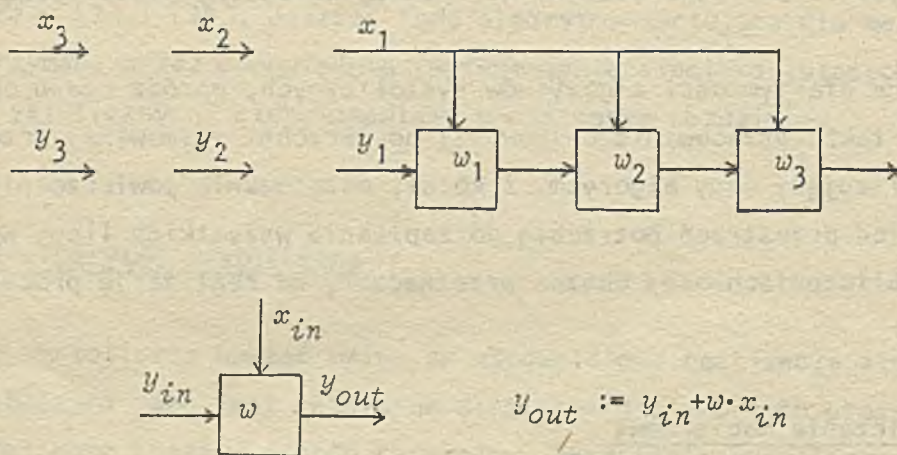 x₃ x₂ x₁
y₃ y₂ y₁ w₁ w₂ w₃
x_in
y_in w y_out y_out := y_in+w·x_in